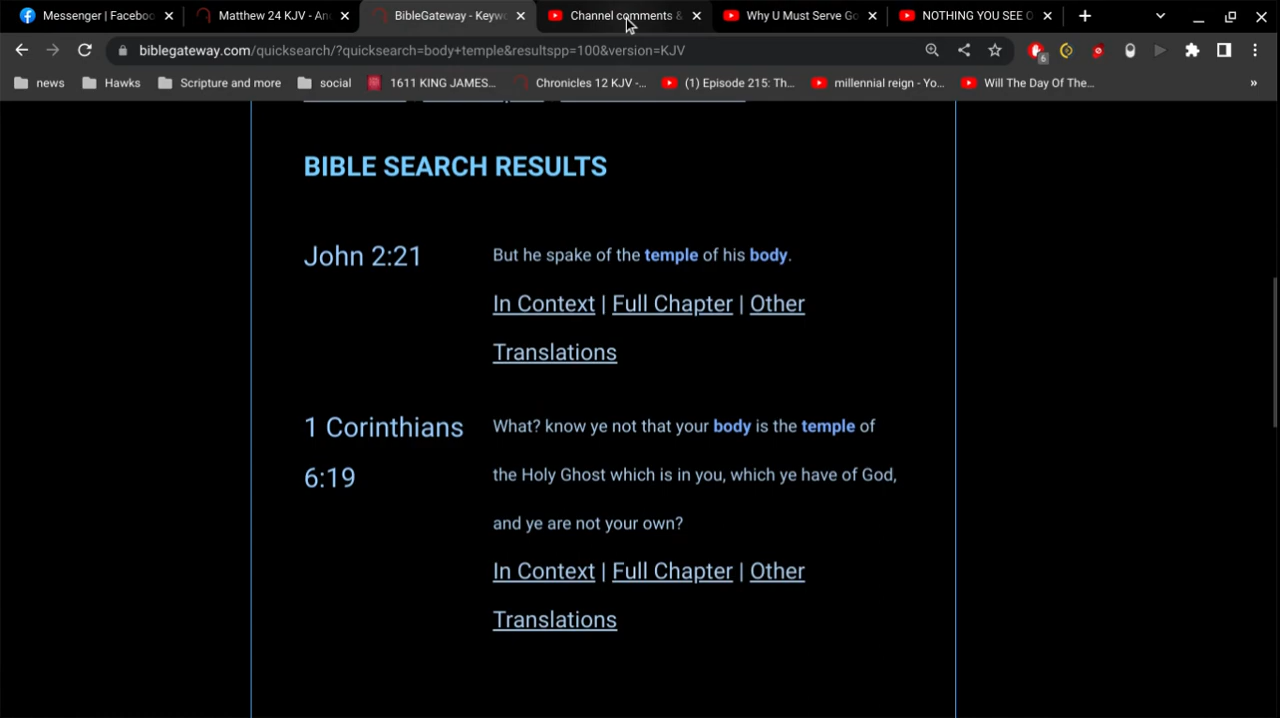 Messenger | Faceboo
Matthew 24 KJV - An
BibleGateway - Keywo
Channel comments &
Why U Must Serve Go
NOTHING YOU SEE O
biblegateway.com/quicksearch/?quicksearch=body+temple&resultspp=100&version=KJV
6
news
Hawks
Scripture and more
social
1611 KING JAMES...
Chronicles 12 KJV -...
(1) Episode 215: Th...
millennial reign - Yo...
Will The Day Of The...
»
BIBLE SEARCH RESULTS
John 2:21
But he spake of the temple of his body.
In Context | Full Chapter | Other
Translations
1 Corinthians
6:19
What? know ye not that your body is the temple of
the Holy Ghost which is in you, which ye have of God,
and ye are not your own?
In Context | Full Chapter | Other
Translations